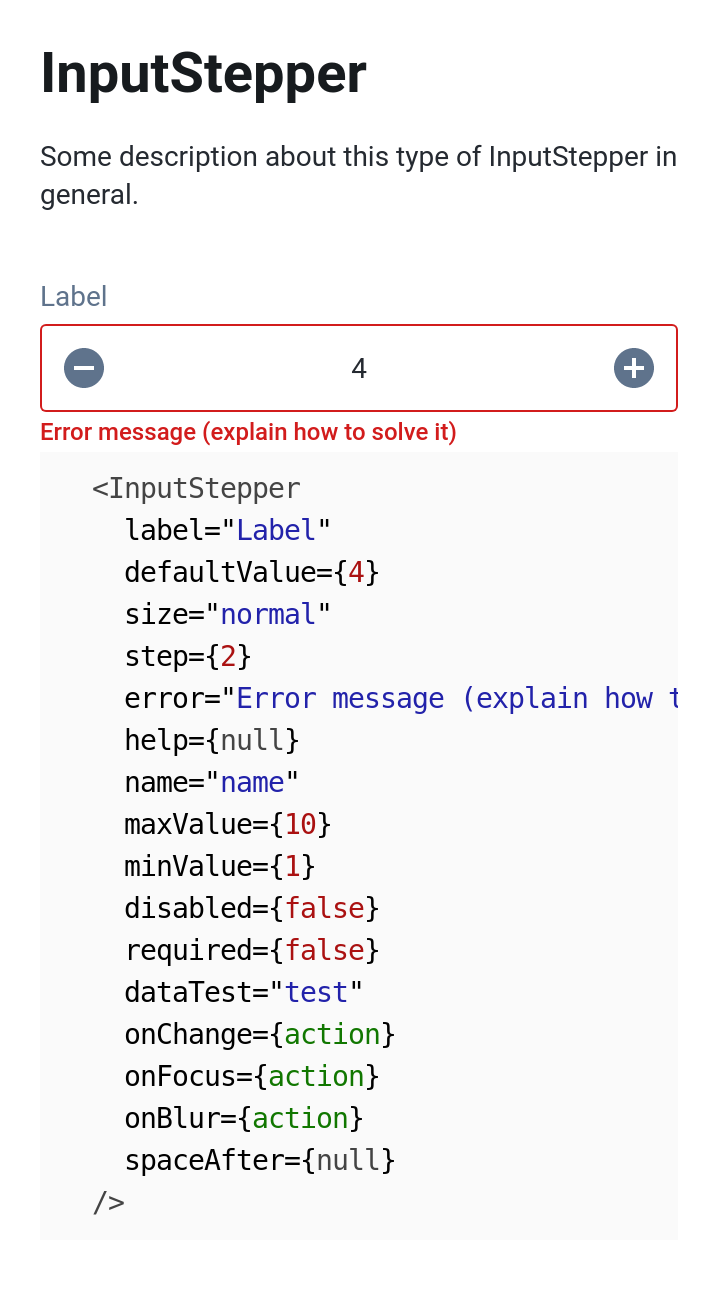 InputStepper
Some description about this type of InputStepper in
general.
Label
4
Error message (explain how to solve it)
<InputStepper
label="Label"
defaultValue={4}
size="normal"
step={2}
error="Error message (explain how t
help={null}
name="name"
maxValue={10}
minValue={1}
disabled={false}
required={false}
dataTest="test"
onChange={action}
onFocus={action}
onBlur={action}
spaceAfter={null}
/>